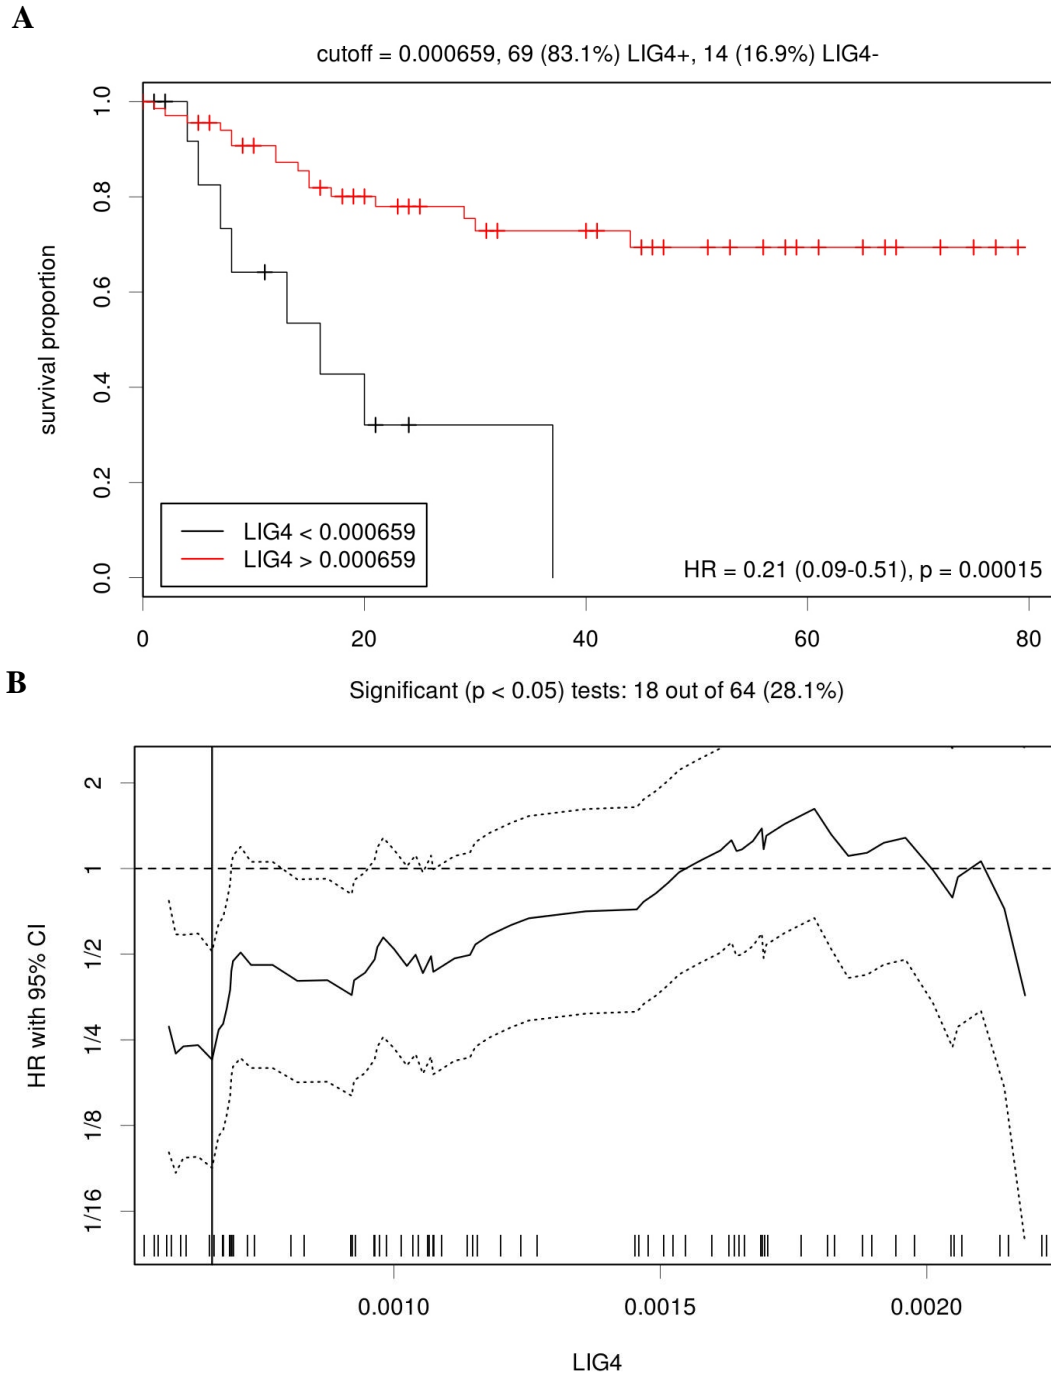 A
cutoff = 0.000659, 69 (83.1%) LIG4+, 14 (16.9%) LIG4-
survival proportion
1.0
0.8
0.6
0.4
0.2
0.0
LIG4 < 0.000659
LIG4 > 0.000659
HR = 0.21 (0.09-0.51), p = 0.00015
0 20 40 60 80
B
Significant (p < 0.05) tests: 18 out of 64 (28.1%)
HR with 95% CI
2
1
1/2
1/4
1/8
1/16
0.0010 0.0015 0.0020
LIG4